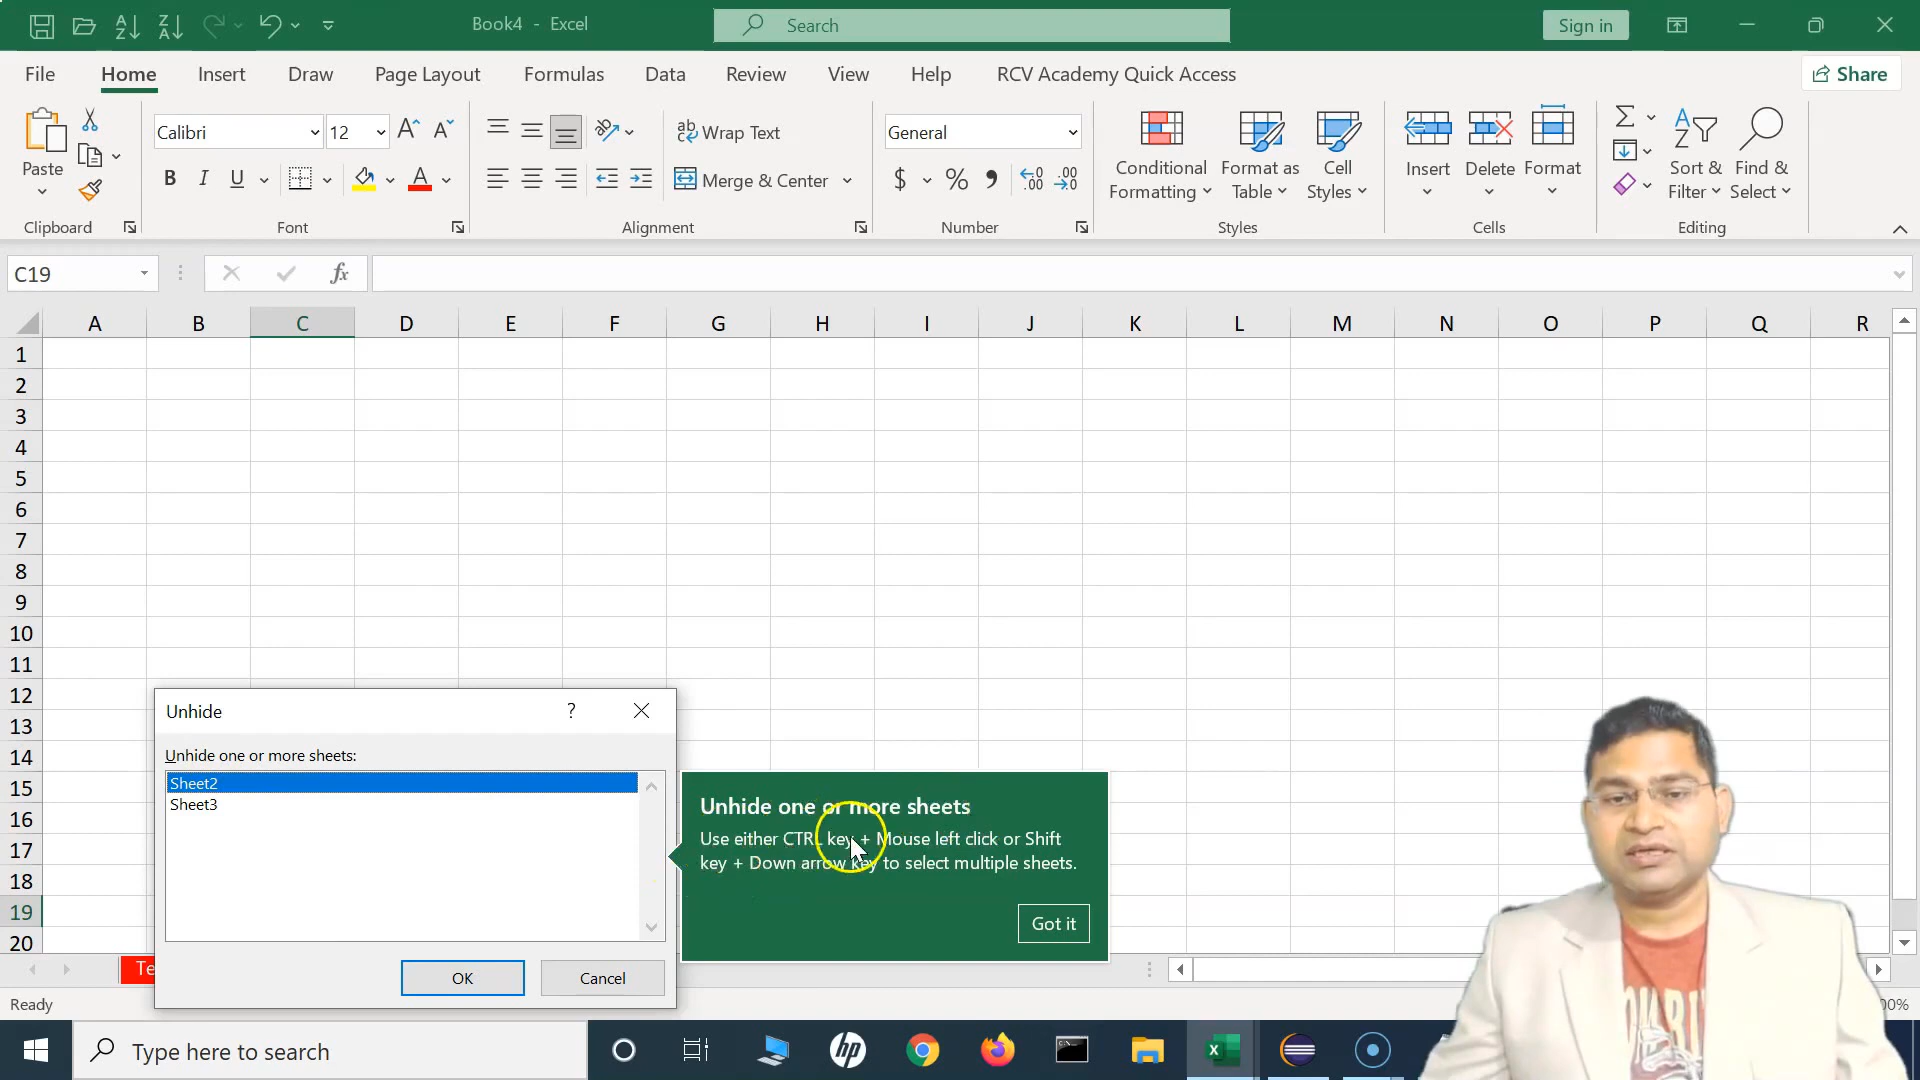 Book4 - Excel
Search
Sign in
File
Home
Insert
Draw
Page Layout
Formulas
Data
Review
View
Help
RCV Academy Quick Access
Share
Paste
Calibri
12
Wrap Text
Merge & Center
General
Conditional
Formatting
Format as
Table
Cell
Styles
Insert
Delete
Format
Sort &
Filter
Find &
Select
Clipboard
Font
Alignment
Number
Styles
Cells
Editing
C19
fx
A B C D E F G H I J K L M N O P Q R
1
2
3
4
5
6
7
8
9
10
11
12
13
14
15
16
17
18
19
20
Unhide
?
Unhide one or more sheets:
Sheet2
Sheet3
OK
Cancel
Unhide one or more sheets
Use either CTRL key + Mouse left click or Shift
key + Down arrow key to select multiple sheets.
Got it
Te
Ready
00%
Type here to search
hp